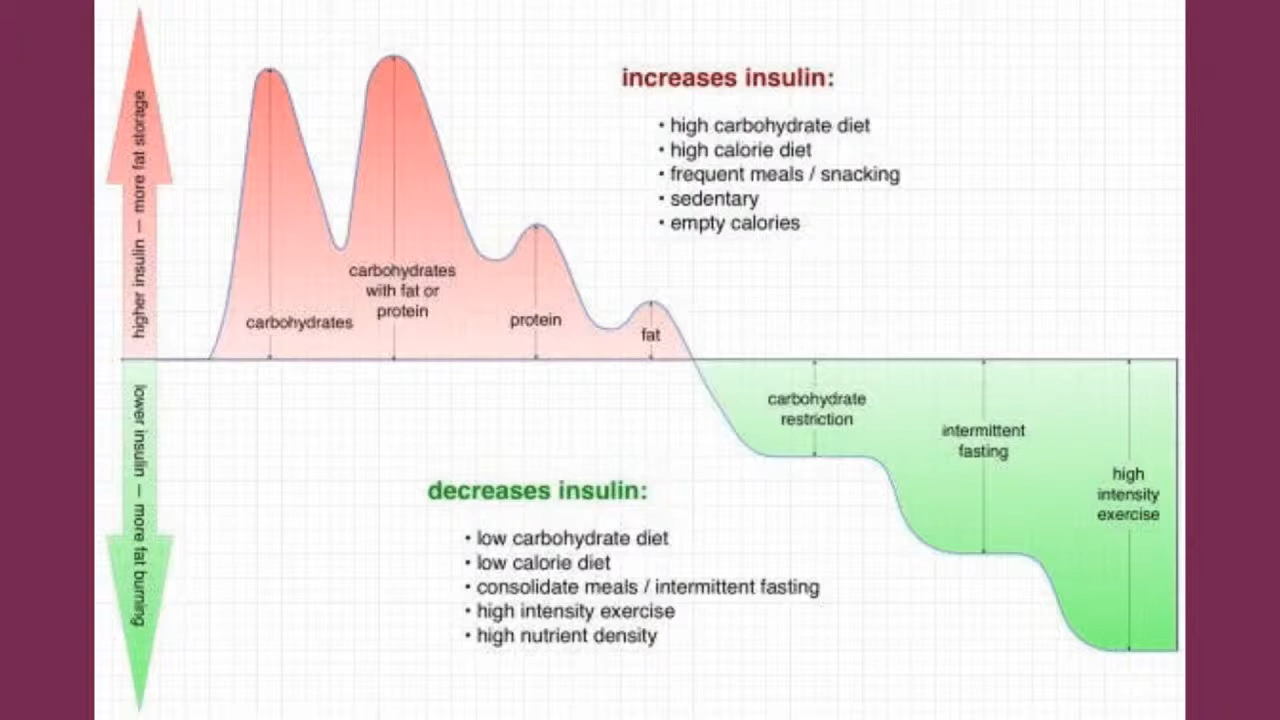 higher insulin — more fat storage
lower insulin — more fat burning
increases insulin:
• high carbohydrate diet
• high calorie diet
• frequent meals / snacking
• sedentary
• empty calories
carbohydrates
carbohydrates
with fat or
protein
protein
fat
carbohydrate
restriction
intermittent
fasting
high
intensity
exercise
decreases insulin:
• low carbohydrate diet
• low calorie diet
• consolidate meals / intermittent fasting
• high intensity exercise
• high nutrient density